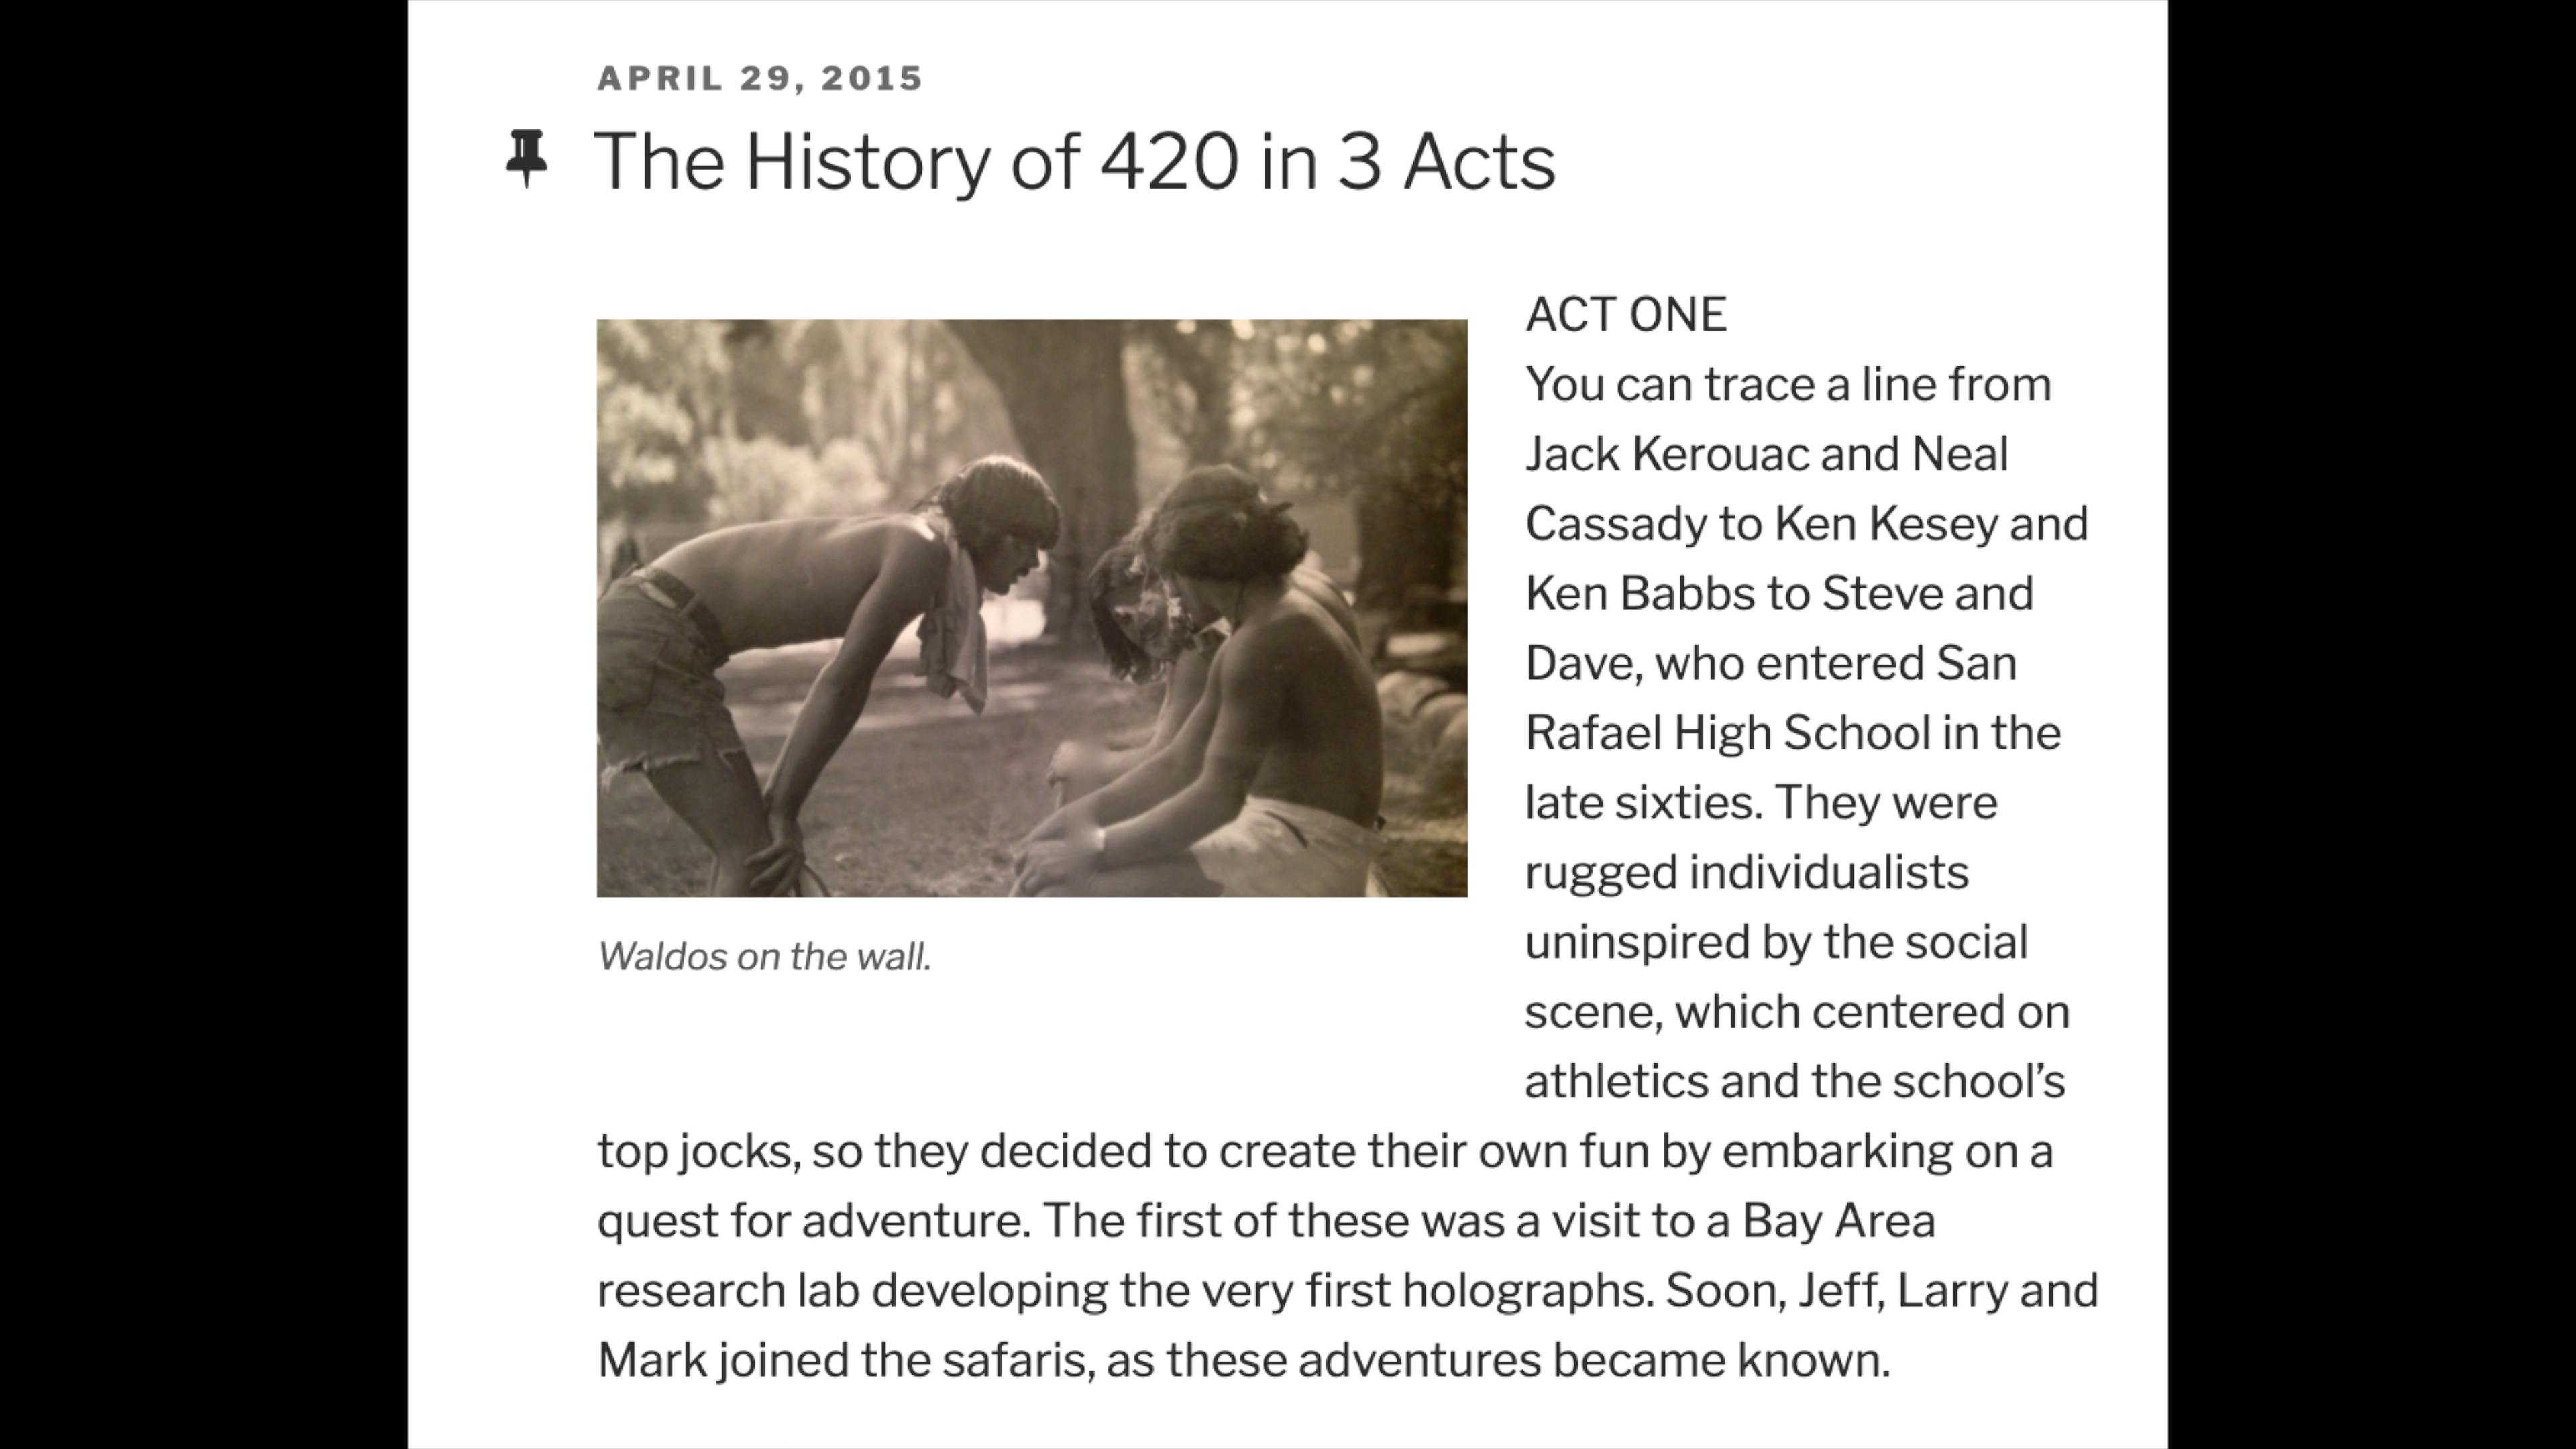 APRIL 29, 2015
The History of 420 in 3 Acts
ACT ONE
You can trace a line from
Jack Kerouac and Neal
Cassady to Ken Kesey and
Ken Babbs to Steve and
Dave, who entered San
Rafael High School in the
late sixties. They were
rugged individualists
uninspired by the social
scene, which centered on
athletics and the school’s
Waldos on the wall.
top jocks, so they decided to create their own fun by embarking on a
quest for adventure. The first of these was a visit to a Bay Area
research lab developing the very first holographs. Soon, Jeff, Larry and
Mark joined the safaris, as these adventures became known.